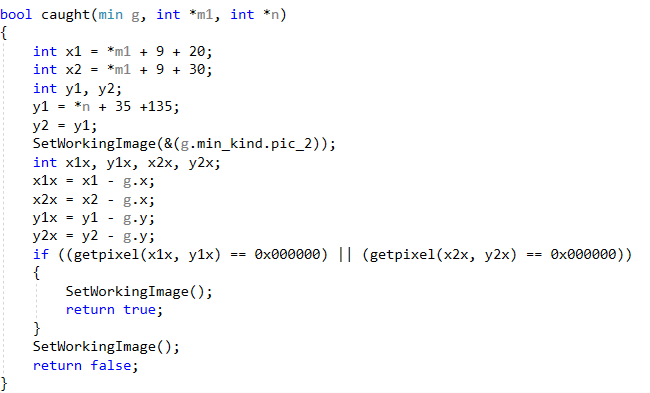 bool caught(min g, int *m1, int *n)
{
    int x1 = *m1 + 9 + 20;
    int x2 = *m1 + 9 + 30;
    int y1, y2;
    y1 = *n + 35 +135;
    y2 = y1;
    SetWorkingImage(&(g.min_kind.pic_2));
    int x1x, y1x, x2x, y2x;
    x1x = x1 - g.x;
    x2x = x2 - g.x;
    y1x = y1 - g.y;
    y2x = y2 - g.y;
    if ((getpixel(x1x, y1x) == 0x000000) || (getpixel(x2x, y2x) == 0x000000))
    {
        SetWorkingImage();
        return true;
    }
    SetWorkingImage();
    return false;
}